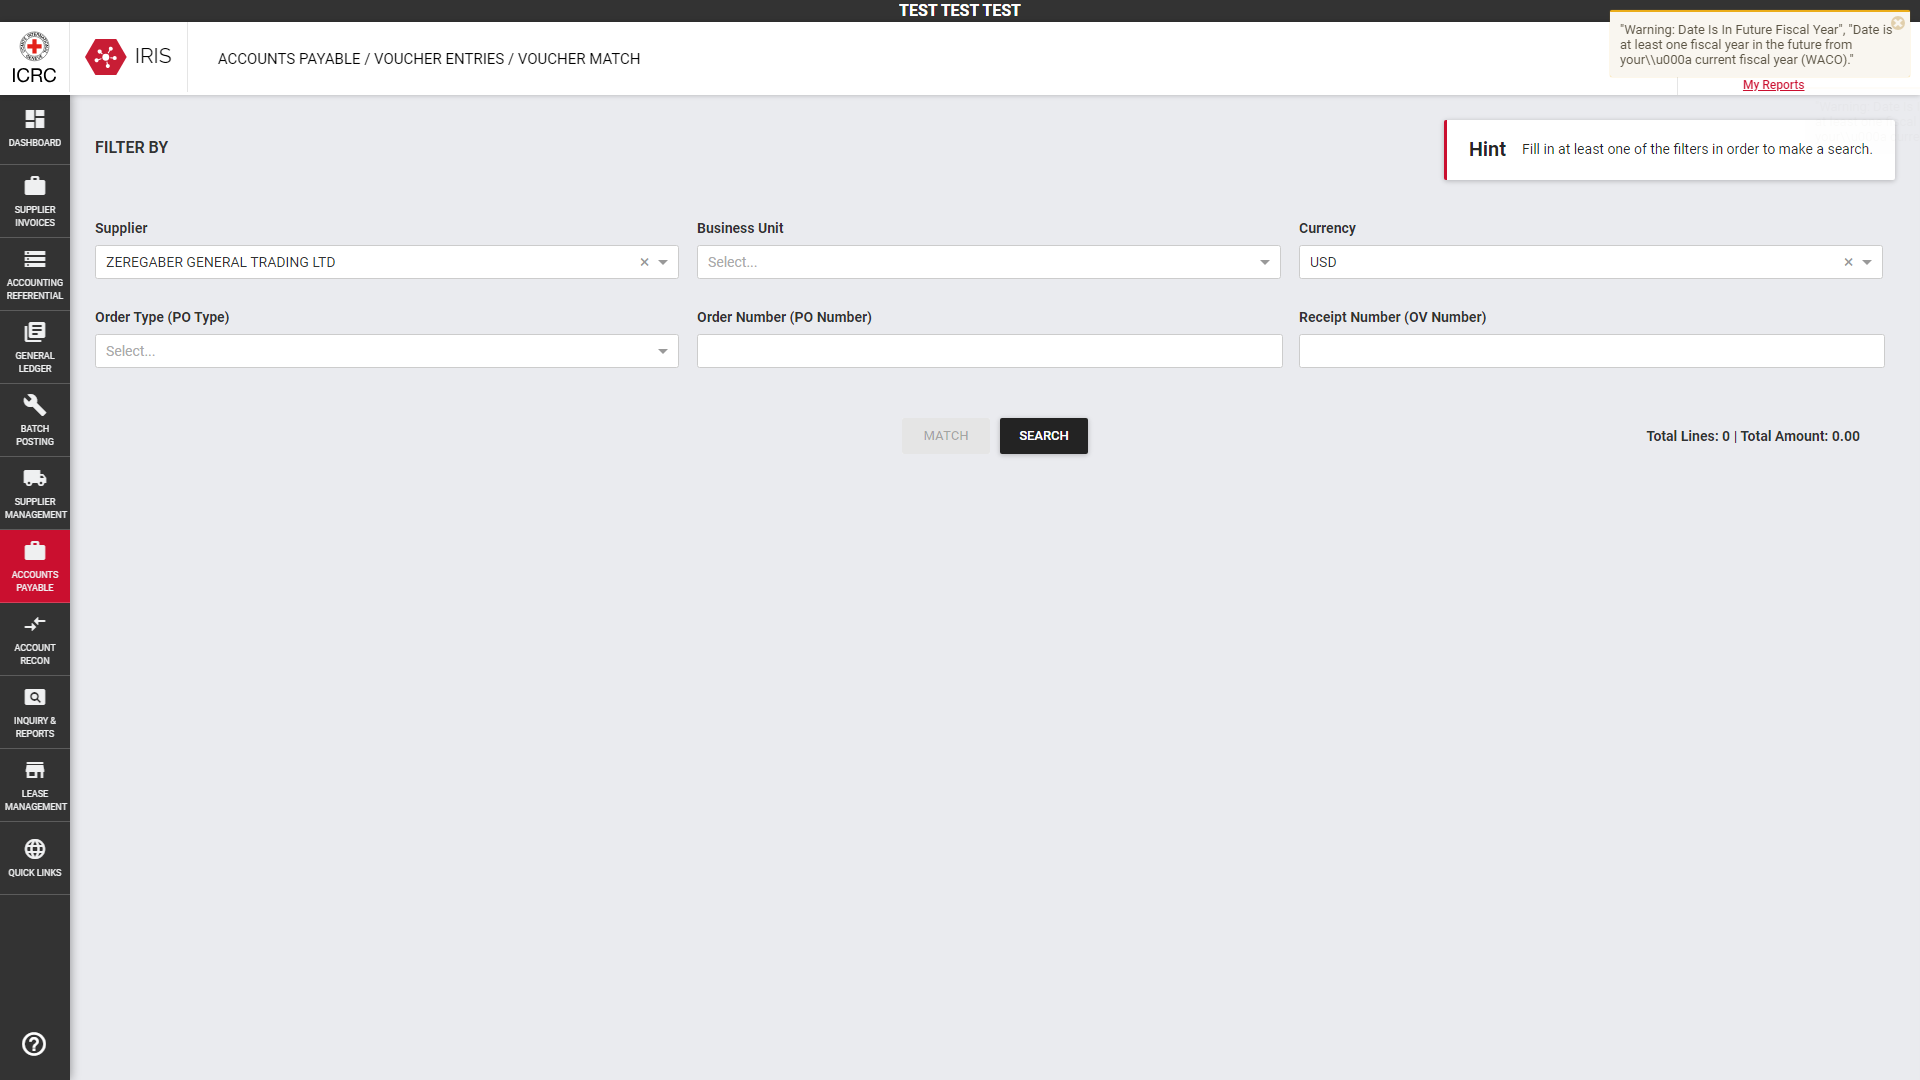 TEST TEST TEST
ICRC
IRIS
ACCOUNTS PAYABLE / VOUCHER ENTRIES / VOUCHER MATCH
"Warning: Date Is In Future Fiscal Year", "Date is
at least one fiscal year in the future from
your\\u000a current fiscal year (WACO)."
My Reports
DASHBOARD
SUPPLIER
INVOICES
ACCOUNTING
REFERENTIAL
GENERAL
LEDGER
BATCH
POSTING
SUPPLIER
MANAGEMENT
ACCOUNTS
PAYABLE
ACCOUNT
RECON
INQUIRY &
REPORTS
LEASE
MANAGEMENT
QUICK LINKS
FILTER BY
Hint Fill in at least one of the filters in order to make a search.
Supplier
ZEREGABER GENERAL TRADING LTD
Business Unit
Select...
Currency
USD
Order Type (PO Type)
Select...
Order Number (PO Number)
Receipt Number (OV Number)
MATCH
SEARCH
Total Lines: 0 | Total Amount: 0.00